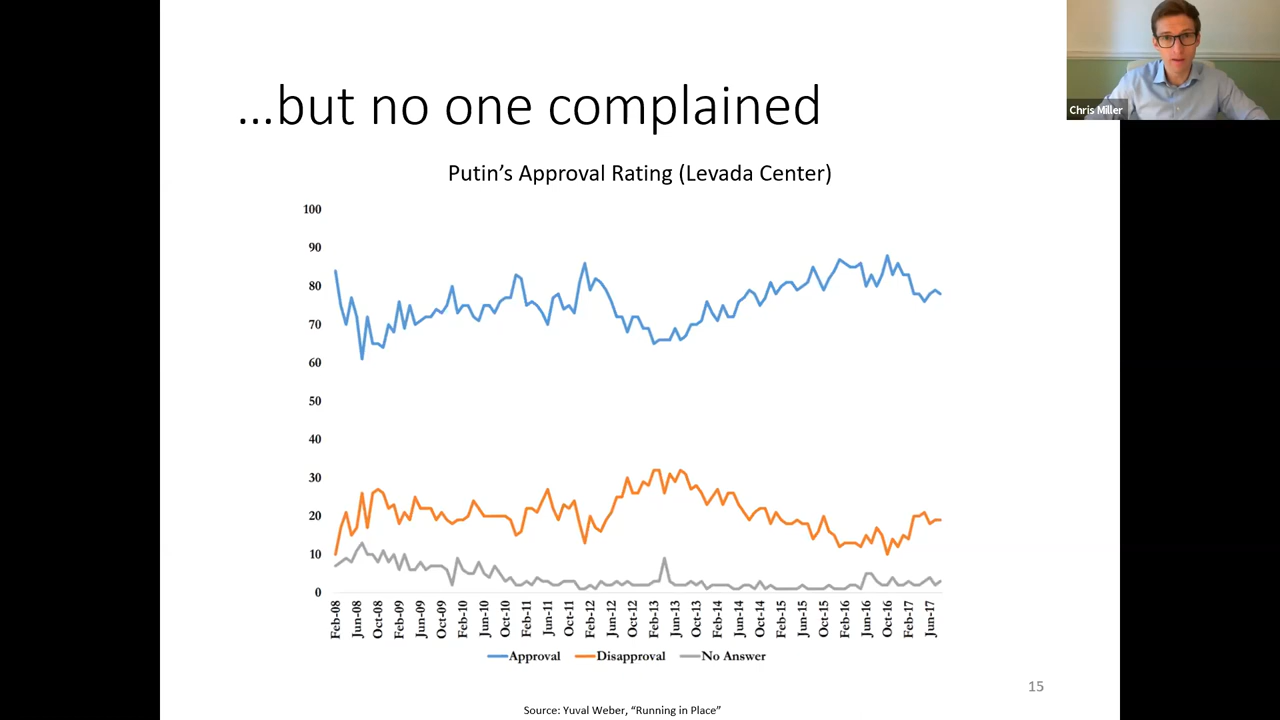 ...but no one complained
Chris Miller
Putin's Approval Rating (Levada Center)
100
90
80
70
60
50
40
30
20
10
0
Feb-08
Jun-08
Oct-08
Feb-09
Jun-09
Oct-09
Feb-10
Jun-10
Oct-10
Feb-11
Jun-11
Oct-11
Feb-12
Jun-12
Oct-12
Feb-13
Jun-13
Oct-13
Feb-14
Jun-14
Oct-14
Feb-15
Jun-15
Oct-15
Feb-16
Jun-16
Oct-16
Feb-17
Jun-17
Approval Disapproval No Answer
15
Source: Yuval Weber, “Running in Place”